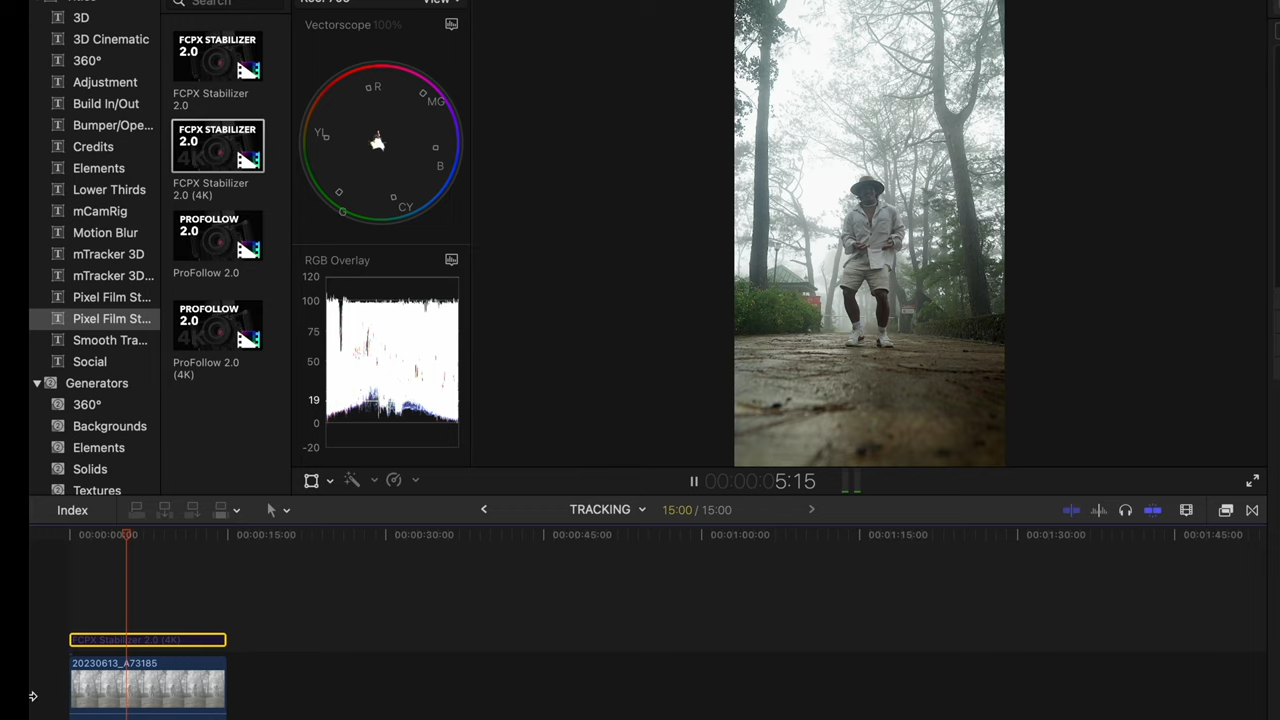 3D
3D Cinematic
360°
Adjustment
Build In/Out
Bumper/Ope...
Credits
Elements
Lower Thirds
mCamRig
Motion Blur
mTracker 3D
mTracker 3D...
Pixel Film St...
Pixel Film St...
Smooth Tra...
Social
Generators
360°
Backgrounds
Elements
Solids
Textures
Search
FCPX STABILIZER
2.0
FCPX Stabilizer
2.0
FCPX STABILIZER
2.0
4K
FCPX Stabilizer
2.0 (4K)
PROFOLLOW
2.0
ProFollow 2.0
PROFOLLOW
2.0
4K
ProFollow 2.0
(4K)
View
Vectorscope 100%
R
MG
YL
B
G
CY
RGB Overlay
120
100
75
50
19
0
-20
00:00:00:05:15
Index
TRACKING
15:00 / 15:00
00:00:00:00
00:00:15:00
00:00:30:00
00:00:45:00
00:01:00:00
00:01:15:00
00:01:30:00
00:01:45:00
FCPX Stabilizer 2.0 (4K)
20230613_A73185